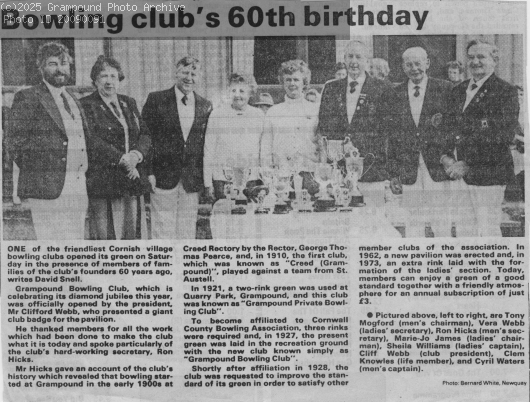 ©2025 Grampound Photo Archive
Photo ID 20090091
Bowling club's 60th birthday
ONE of the friendliest Cornish village
bowling clubs opened its green on Satur-
day in the presence of members of fam-
ilies of the club's founders 60 years ago,
writes David Snell.
Grampound Bowling Club, which is
celebrating its diamond jubilee this year,
was officially opened by the president,
Mr Clifford Webb, who presented a giant
club badge for the pavilion.
He thanked members for all the work
which had been done to make the club
what it is today and spoke particularly of
the club's hard-working secretary, Ron
Hicks.
Mr Hicks gave an account of the club's
history which revealed that bowling star-
ted at Grampound in the early 1900s at
Creed Rectory by the Rector, George Tho-
mas Pearce, and, in 1910, the first club,
which was known as "Creed (Gram-
pound)", played against a team from St.
Austell.
In 1921, a two-rink green was used at
Quarry Park, Grampound, and this club
was known as "Grampound Private Bowl-
ing Club".
To become affiliated to Cornwall
County Bowling Association, three rinks
were required and, in 1927, the present
green was laid in the recreation ground
with the new club known simply as
"Grampound Bowling Club".
Shortly after affiliation in 1928, the
club was requested to improve the stan-
dard of its green in order to satisfy other
member clubs of the association. In
1962, a new pavilion was erected and, in
1973, an extra rink laid with the for-
mation of the ladies' section. Today,
members can enjoy a green of a good
standard together with a friendly atmos-
phere for an annual subscription of just
£3.
● Pictured above, left to right, are Tony
Mogford (men's chairman), Vera Webb
(ladies' secretary), Ron Hicks (men's sec-
retary), Marie-Jo James (ladies' chair-
man), Sheila Williams (ladies' captain),
Cliff Webb (club president), Clem
Knowles (life member), and Cyril Waters
(men's captain).
Photo: Bernard White, Newquay